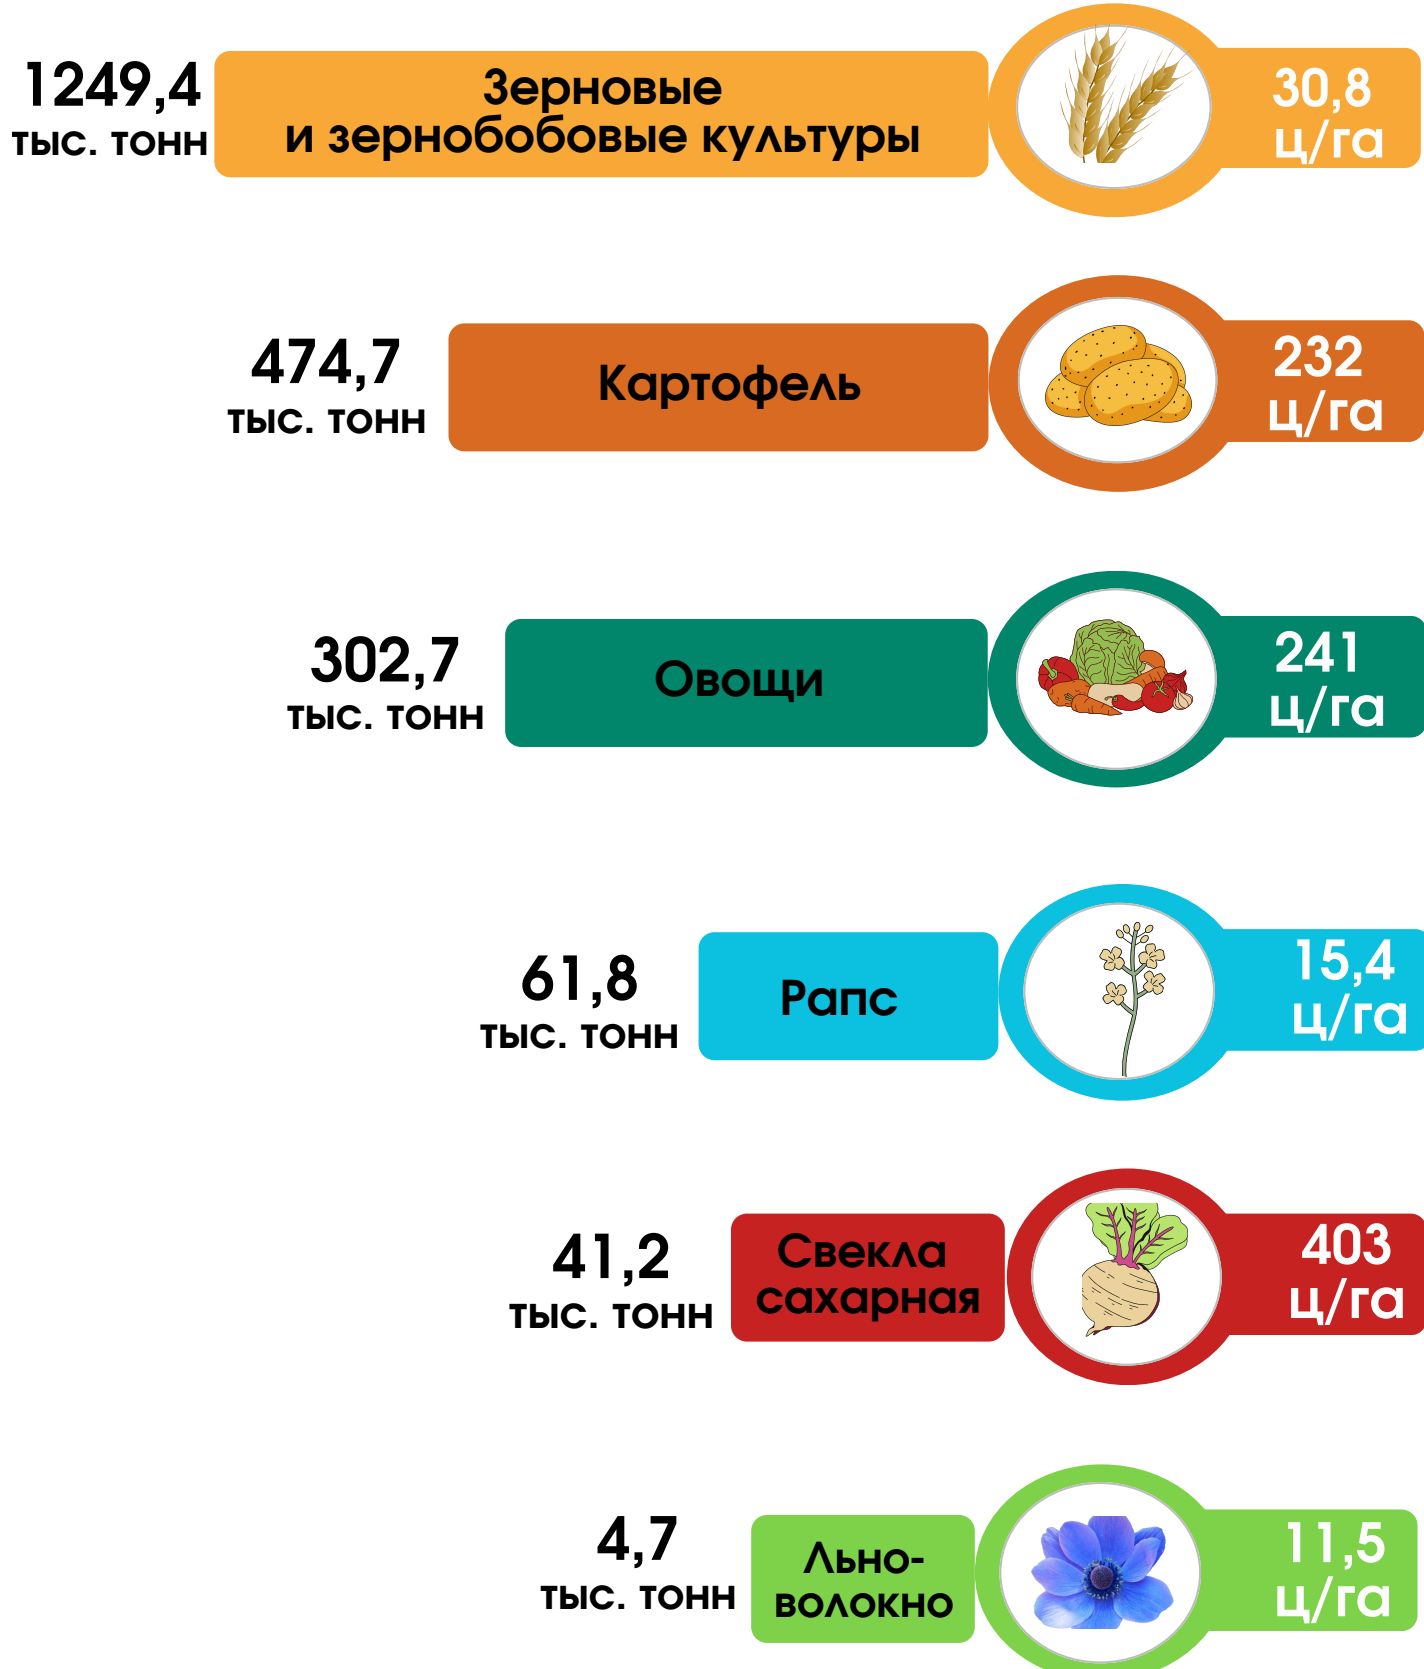 1249,4
тыс. тонн
Зерновые
и зернобобовые культуры
30,8
ц/га
474,7
тыс. тонн
Картофель
232
ц/га
302,7
тыс. тонн
Овощи
241
ц/га
61,8
тыс. тонн
Рапс
15,4
ц/га
41,2
тыс. тонн
Свекла
сахарная
403
ц/га
4,7
тыс. тонн
Льно-
волокно
11,5
ц/га